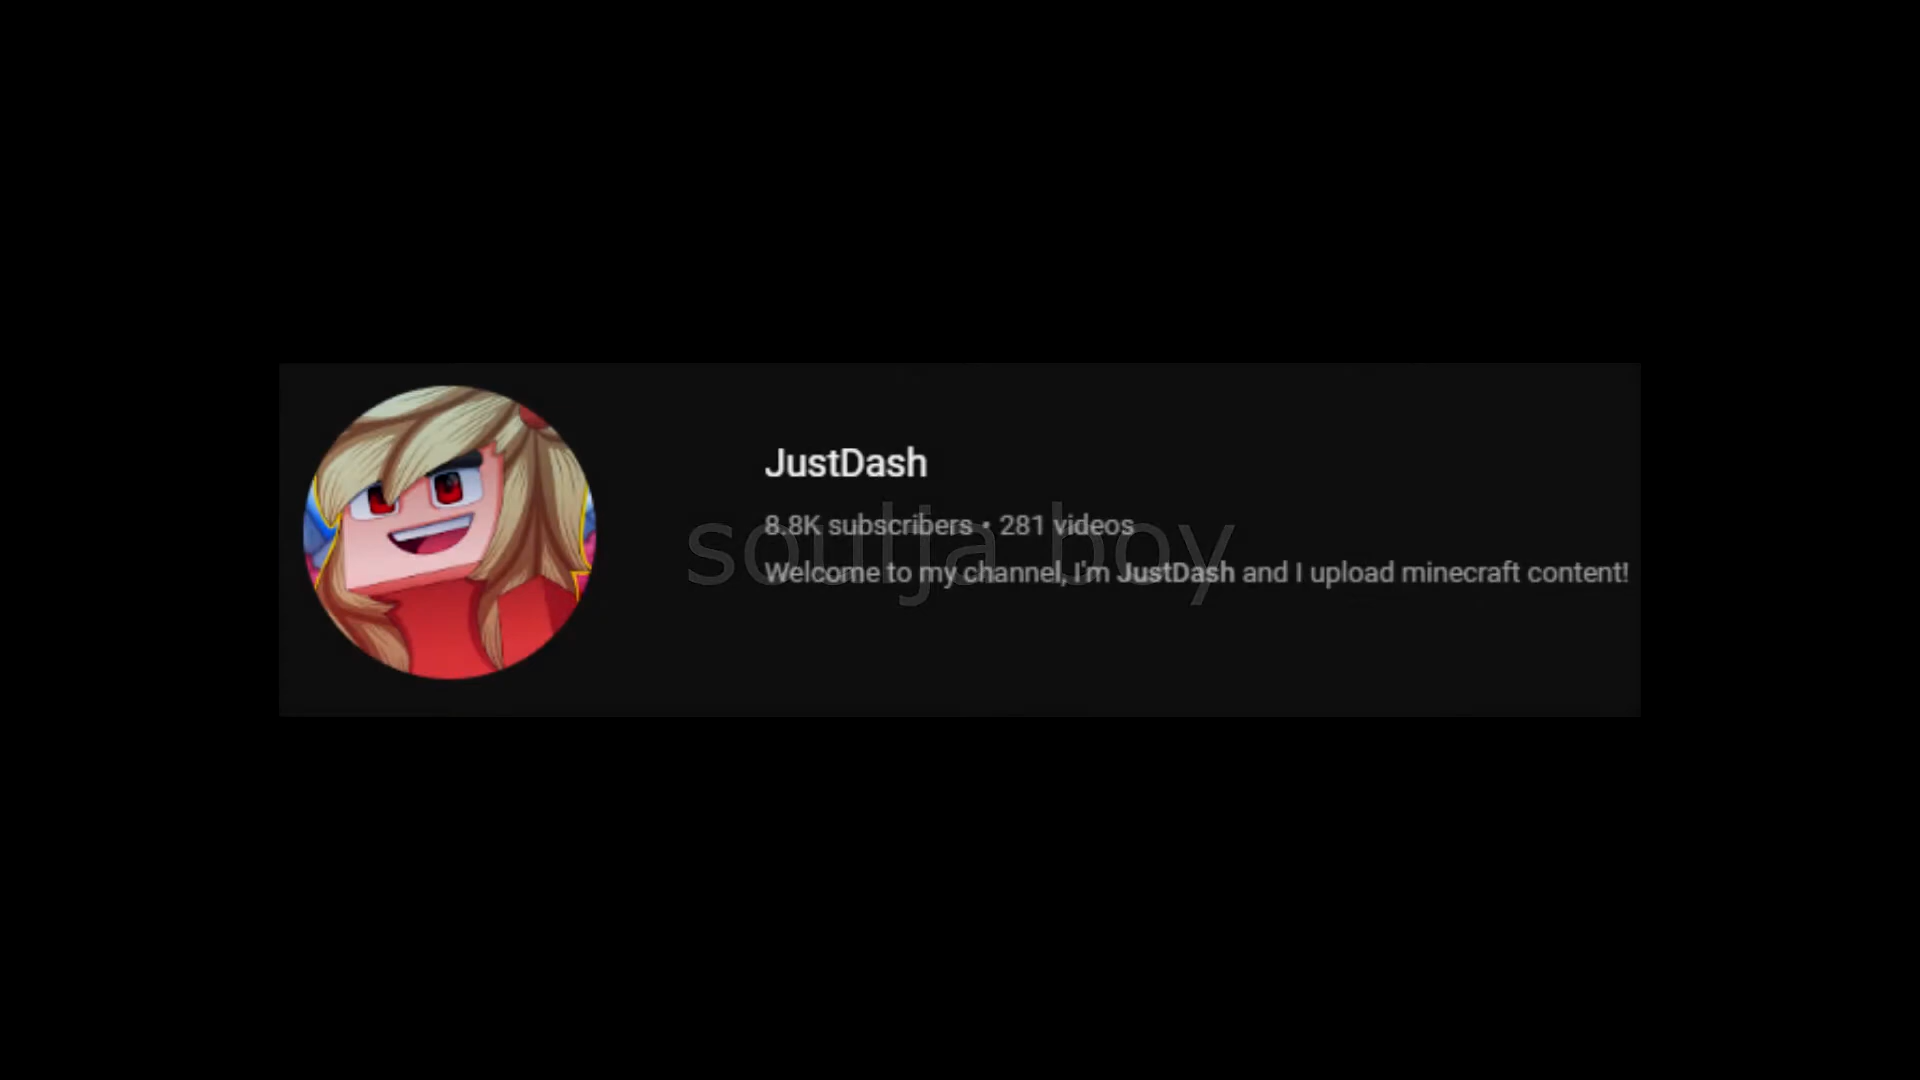 JustDash
8.8K subscribers • 281 videos
soulja boy
Welcome to my channel, I'm JustDash and I upload minecraft content!